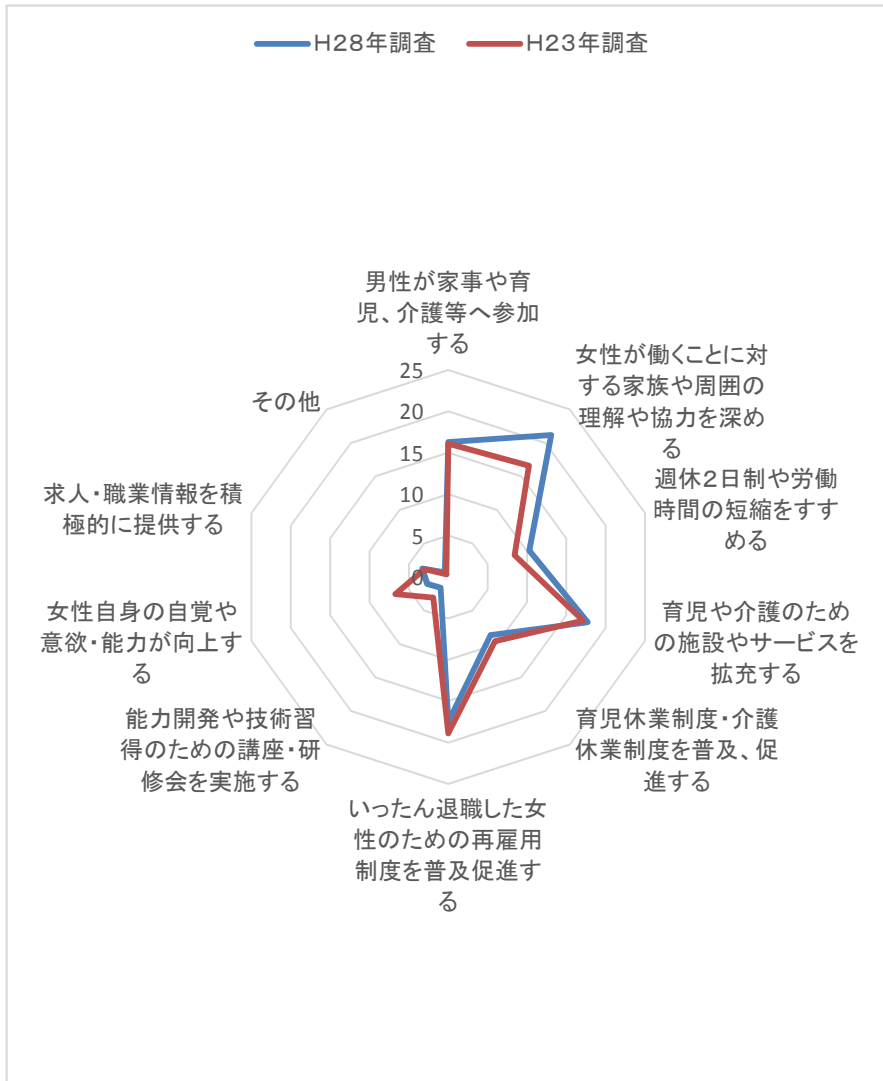 H28年調査 H23年調査
男性が家事や育
児、介護等へ参加
する
女性が働くことに対
する家族や周囲の
理解や協力を深め
る
週休2日制や労働
時間の短縮をすす
める
育児や介護のため
の施設やサービスを
拡充する
育児休業制度・介護
休業制度を普及、促
進する
いったん退職した女
性のための再雇用
制度を普及促進す
る
能力開発や技術習
得のための講座・研
修会を実施する
女性自身の自覚や
意欲・能力が向上す
る
求人・職業情報を積
極的に提供する
その他
25
20
15
10
5
0